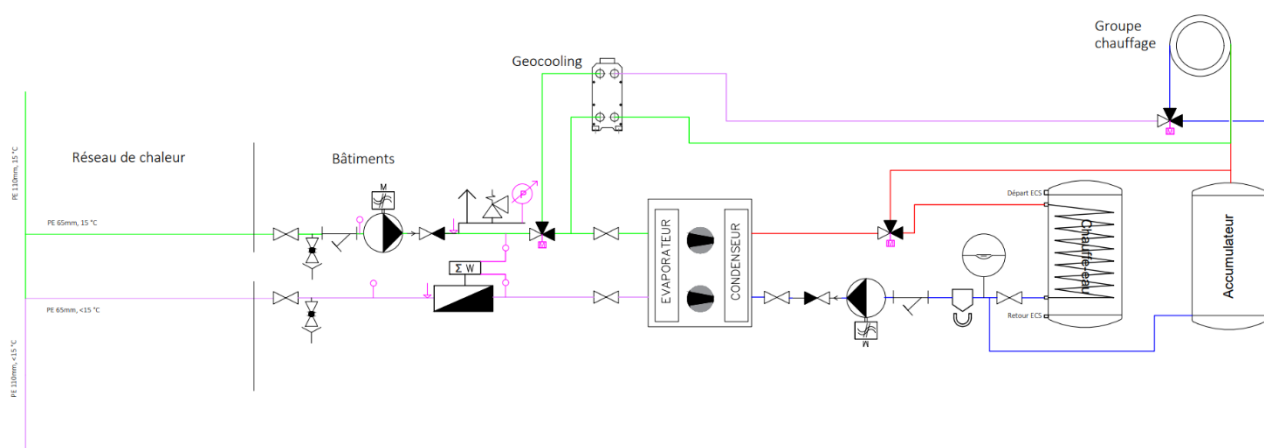 Groupe
chauffage
Geocooling
Réseau de chaleur
Bâtiments
PE 110mm, 15 °C
PE 65mm, 15 °C
M
P
Départ ECS
EVAPORATEUR
CONDENSEUR
Chauffe-eau
Accumulateur
Σ W
PE 65mm, <15 °C
Retour ECS
M
PE 110mm, <15 °C